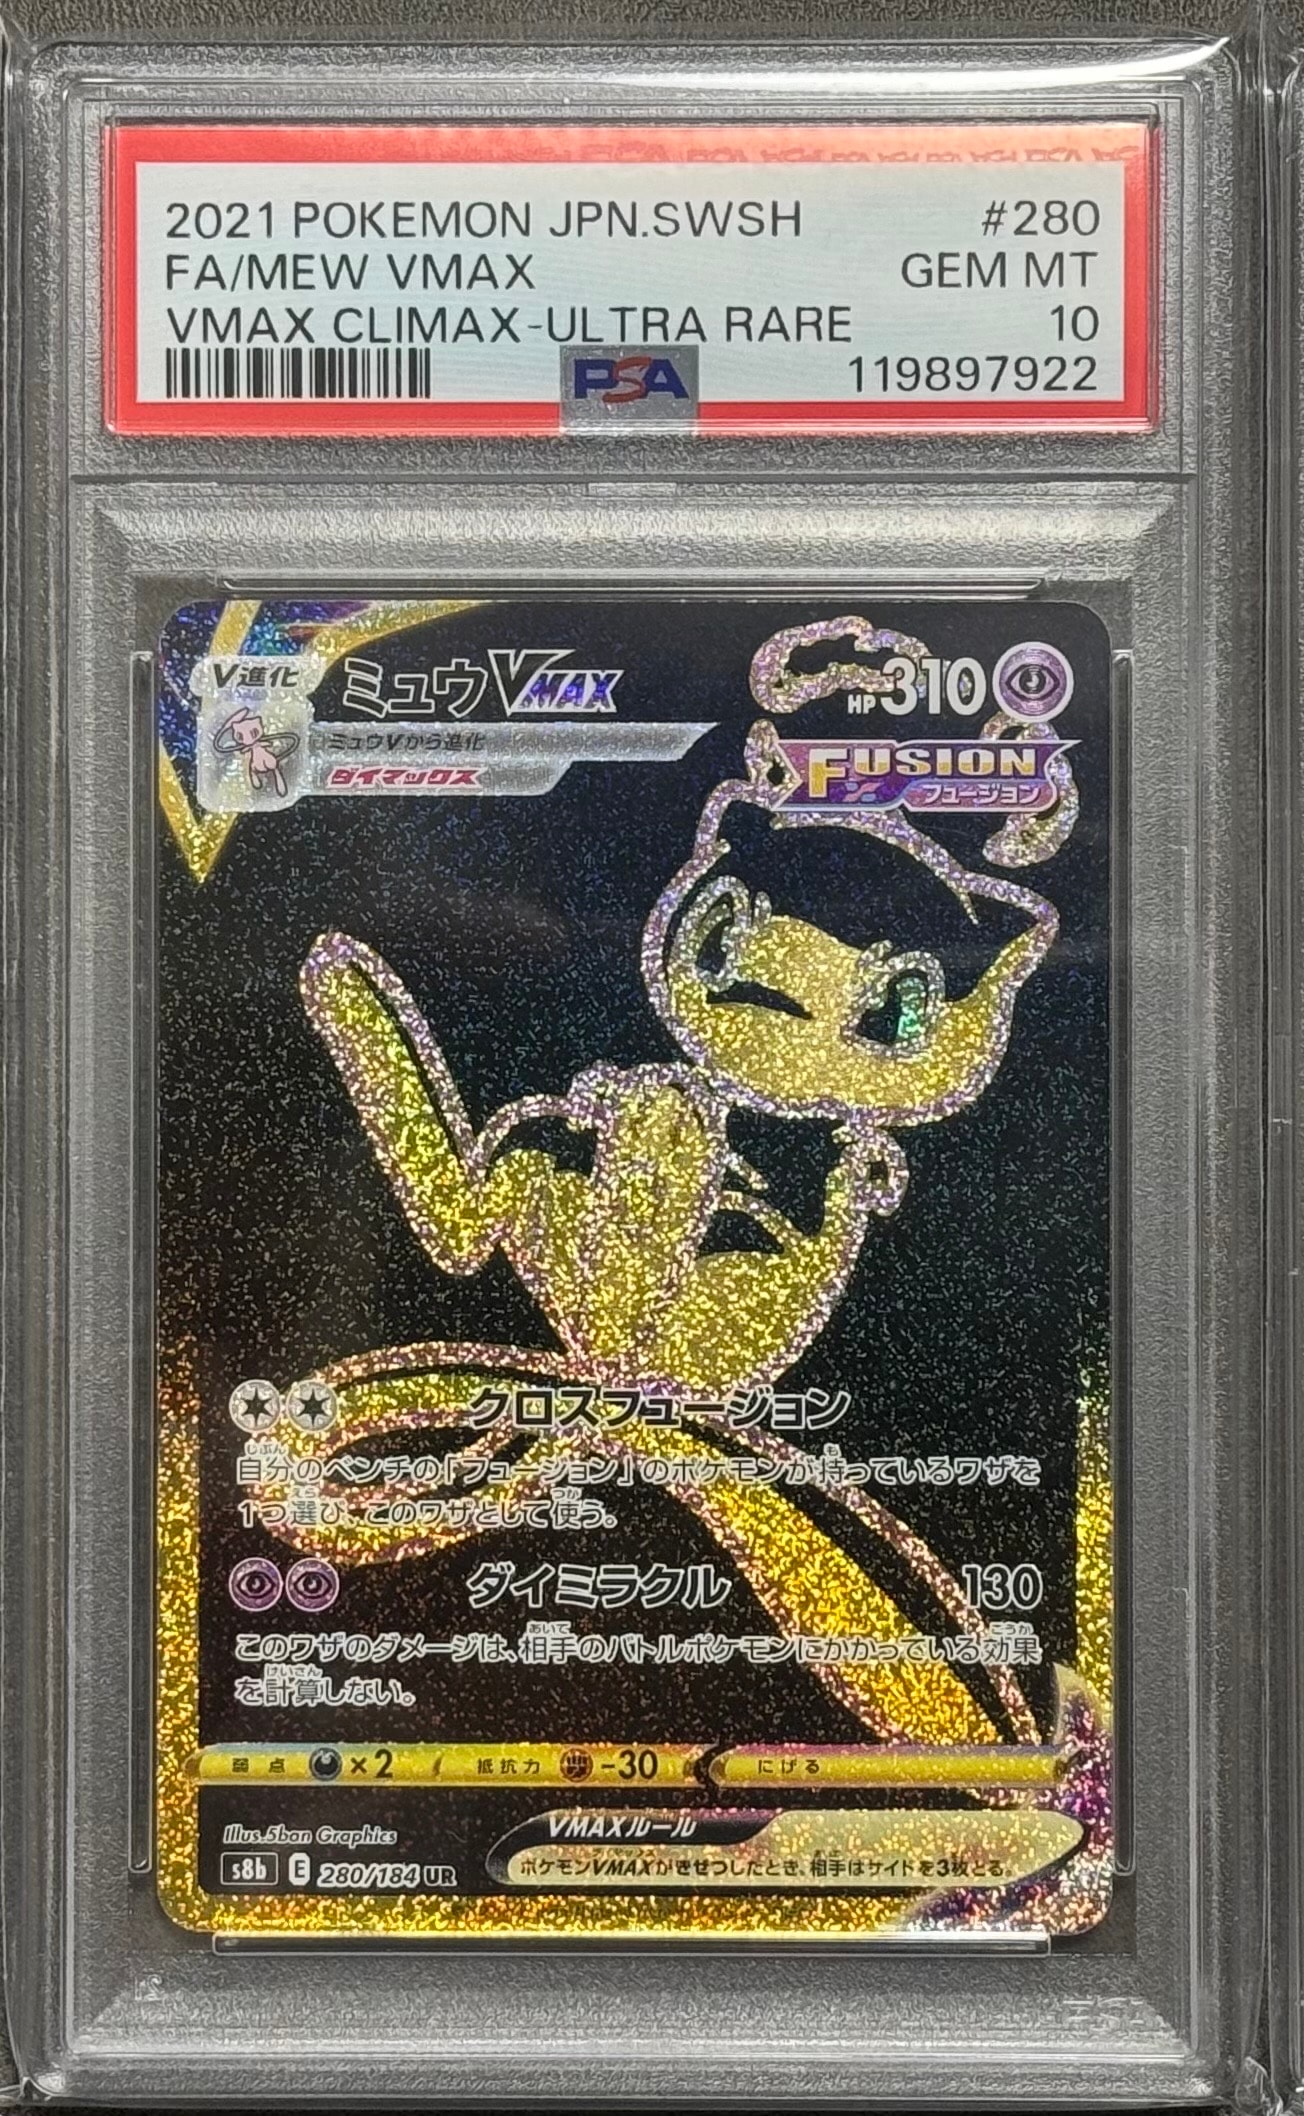 2021 POKEMON JPN.SWSH #280
FA/MEW VMAX GEM MT
VMAX CLIMAX-ULTRA RARE 10
PSA 119897922
V進化 ミュウVMAX HP310
ミュウVから進化
ダイマックス
FUSION
フュージョン
クロスフュージョン
自分のベンチの「フュージョン」のポケモンが持っているワザを
1つ選び、このワザとして使う。
ダイミラクル 130
このワザのダメージは、相手のバトルポケモンにかかっている効果
を計算しない。
弱点 ×2 抵抗力 -30 にげる
Illus.5ban Graphics
VMAXルール
s8b E 280/184 UR
ポケモンVMAXがきぜつしたとき、相手はサイドを3枚とる。